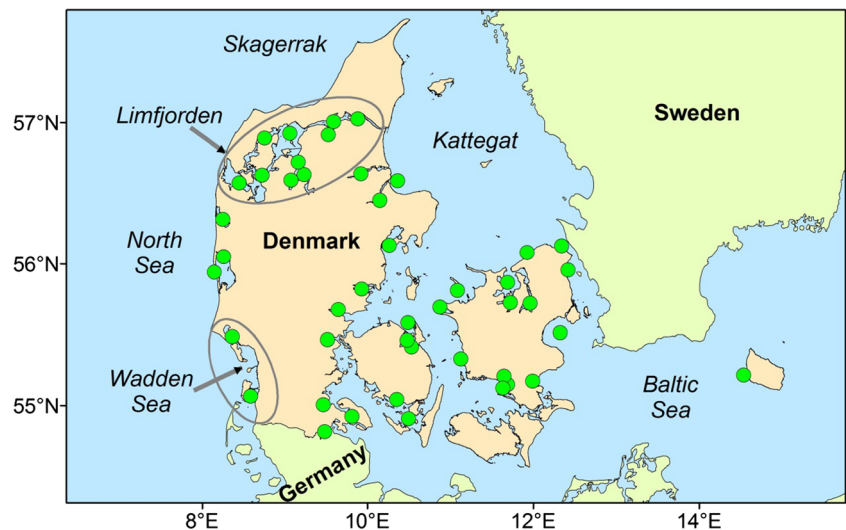 Skagerrak
57°N
Limfjorden
Sweden
Kattegat
North
Sea
Denmark
56°N
Wadden
Sea
Baltic
Sea
55°N
Germany
8°E
10°E
12°E
14°E